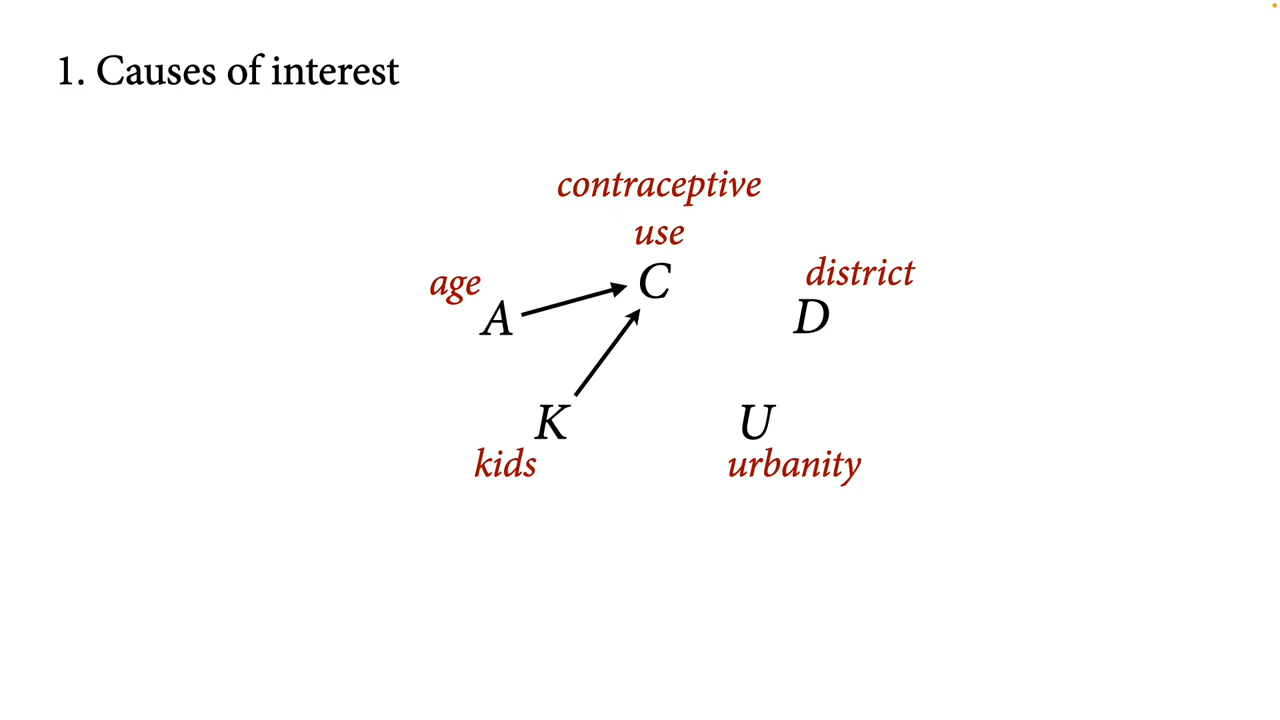 1. Causes of interest
contraceptive
use
age
C
district
A
D
K
U
kids
urbanity